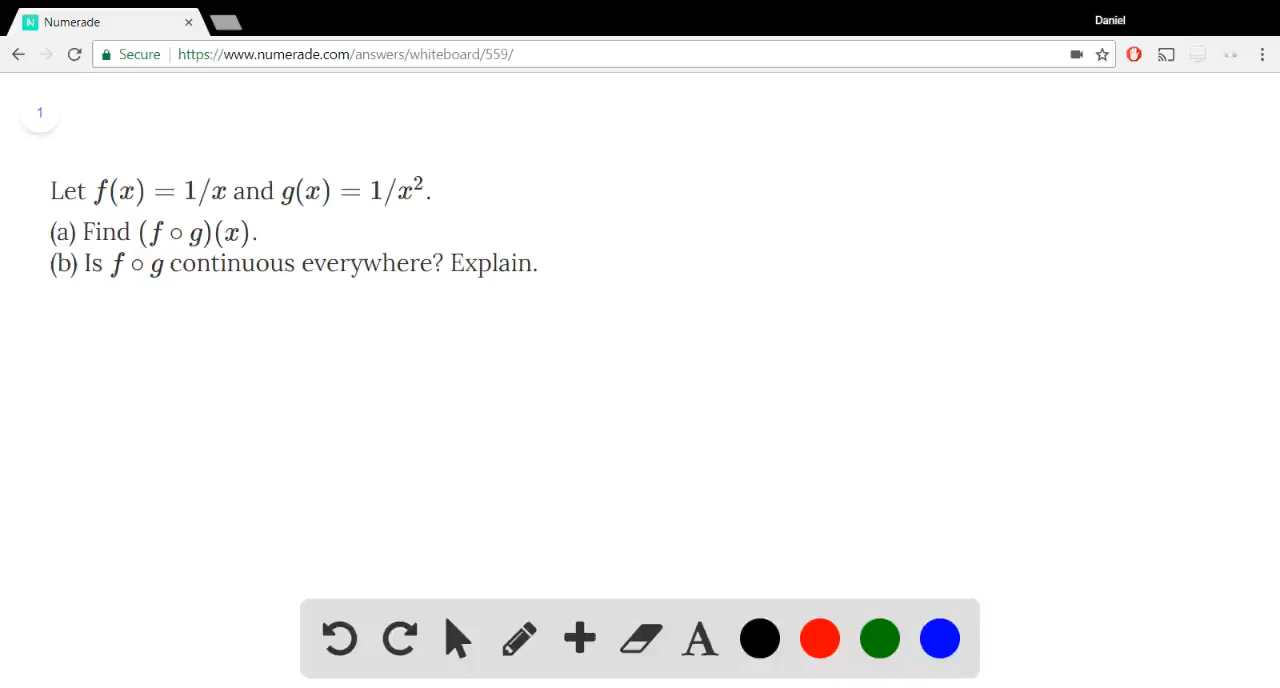 Daniel
N Numerade
Secure https://www.numerade.com/answers/whiteboard/559/
1
Let f(x) = 1/x and g(x) = 1/x².
(a) Find (f ∘ g)(x).
(b) Is f ∘ g continuous everywhere? Explain.
A